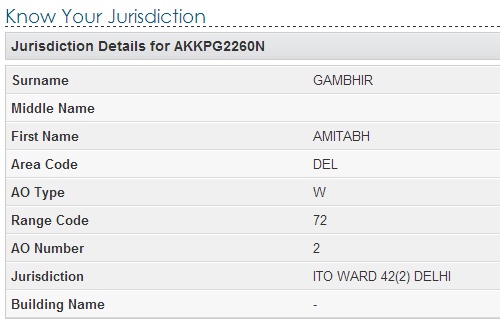 Know Your Jurisdiction
Jurisdiction Details for AKKPG2260N
Surname GAMBHIR
Middle Name
First Name AMITABH
Area Code DEL
AO Type W
Range Code 72
AO Number 2
Jurisdiction ITO WARD 42(2) DELHI
Building Name -